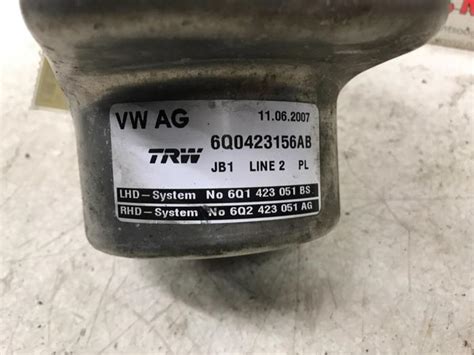 VW AG 11.06.2007
TRW 6Q0423156AB
JB1 LINE 2 PL
LHD-System No 6Q1 423 051 BS
RHD-System No 6Q2 423 051 AG